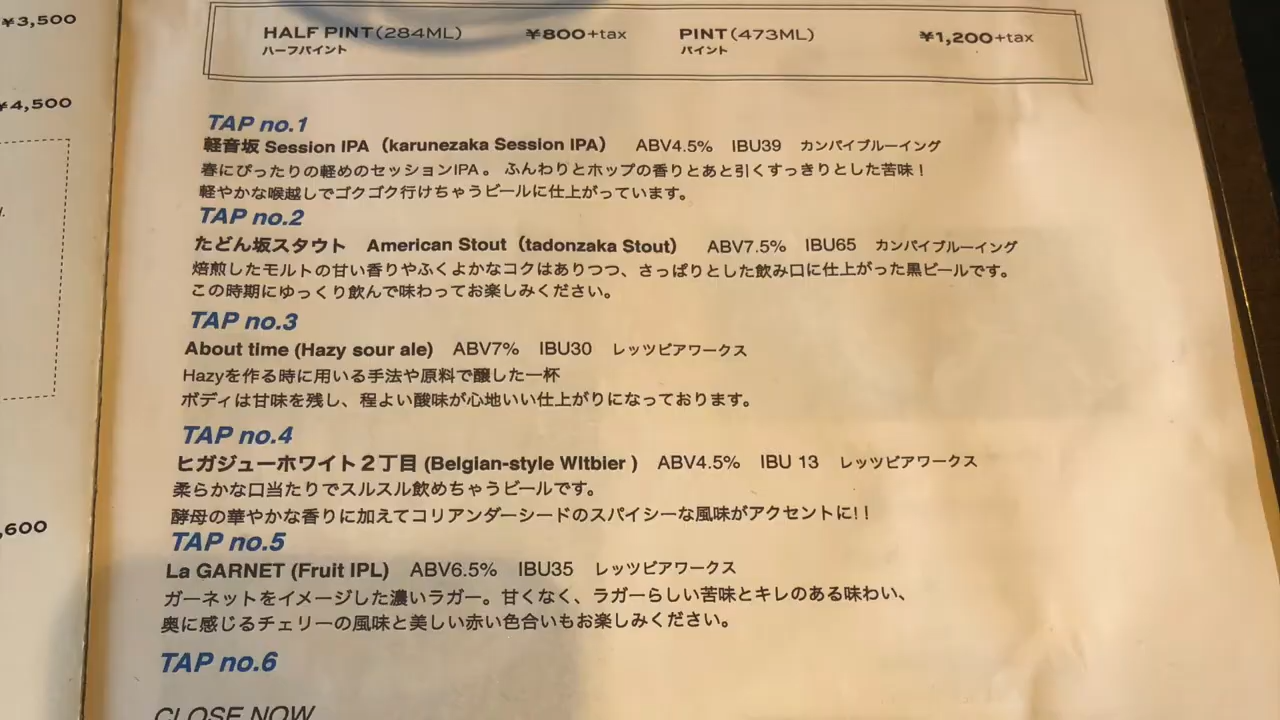 ¥3,500
¥4,500
,600
HALF PINT(284ML) ¥800+tax PINT(473ML) ¥1,200+tax
ハーフパイント パイント
TAP no.1
軽音坂 Session IPA（karunezaka Session IPA） ABV4.5% IBU39 カンパイブルーイング
春にぴったりの軽めのセッションIPA 。 ふんわりとホップの香りとあと引くすっきりとした苦味！
軽やかな喉越しでゴクゴク行けちゃうビールに仕上がっています。
TAP no.2
たどん坂スタウト American Stout（tadonzaka Stout） ABV7.5% IBU65 カンパイブルーイング
焙煎したモルトの甘い香りやふくよかなコクはありつつ、さっぱりとした飲み口に仕上がった黒ビールです。
この時期にゆっくり飲んで味わってお楽しみください。
TAP no.3
About time (Hazy sour ale) ABV7% IBU30 レッツビアワークス
Hazyを作る時に用いる手法や原料で醸した一杯
ボディは甘味を残し、程よい酸味が心地いい仕上がりになっております。
TAP no.4
ヒガジューホワイト２丁目 (Belgian-style WItbier ) ABV4.5% IBU 13 レッツビアワークス
柔らかな口当たりでスルスル飲めちゃうビールです。
酵母の華やかな香りに加えてコリアンダーシードのスパイシーな風味がアクセントに!！
TAP no.5
La GARNET (Fruit IPL) ABV6.5% IBU35 レッツビアワークス
ガーネットをイメージした濃いラガー。甘くなく、ラガーらしい苦味とキレのある味わい、
奥に感じるチェリーの風味と美しい赤い色合いもお楽しみください。
TAP no.6
CLOSE NOW